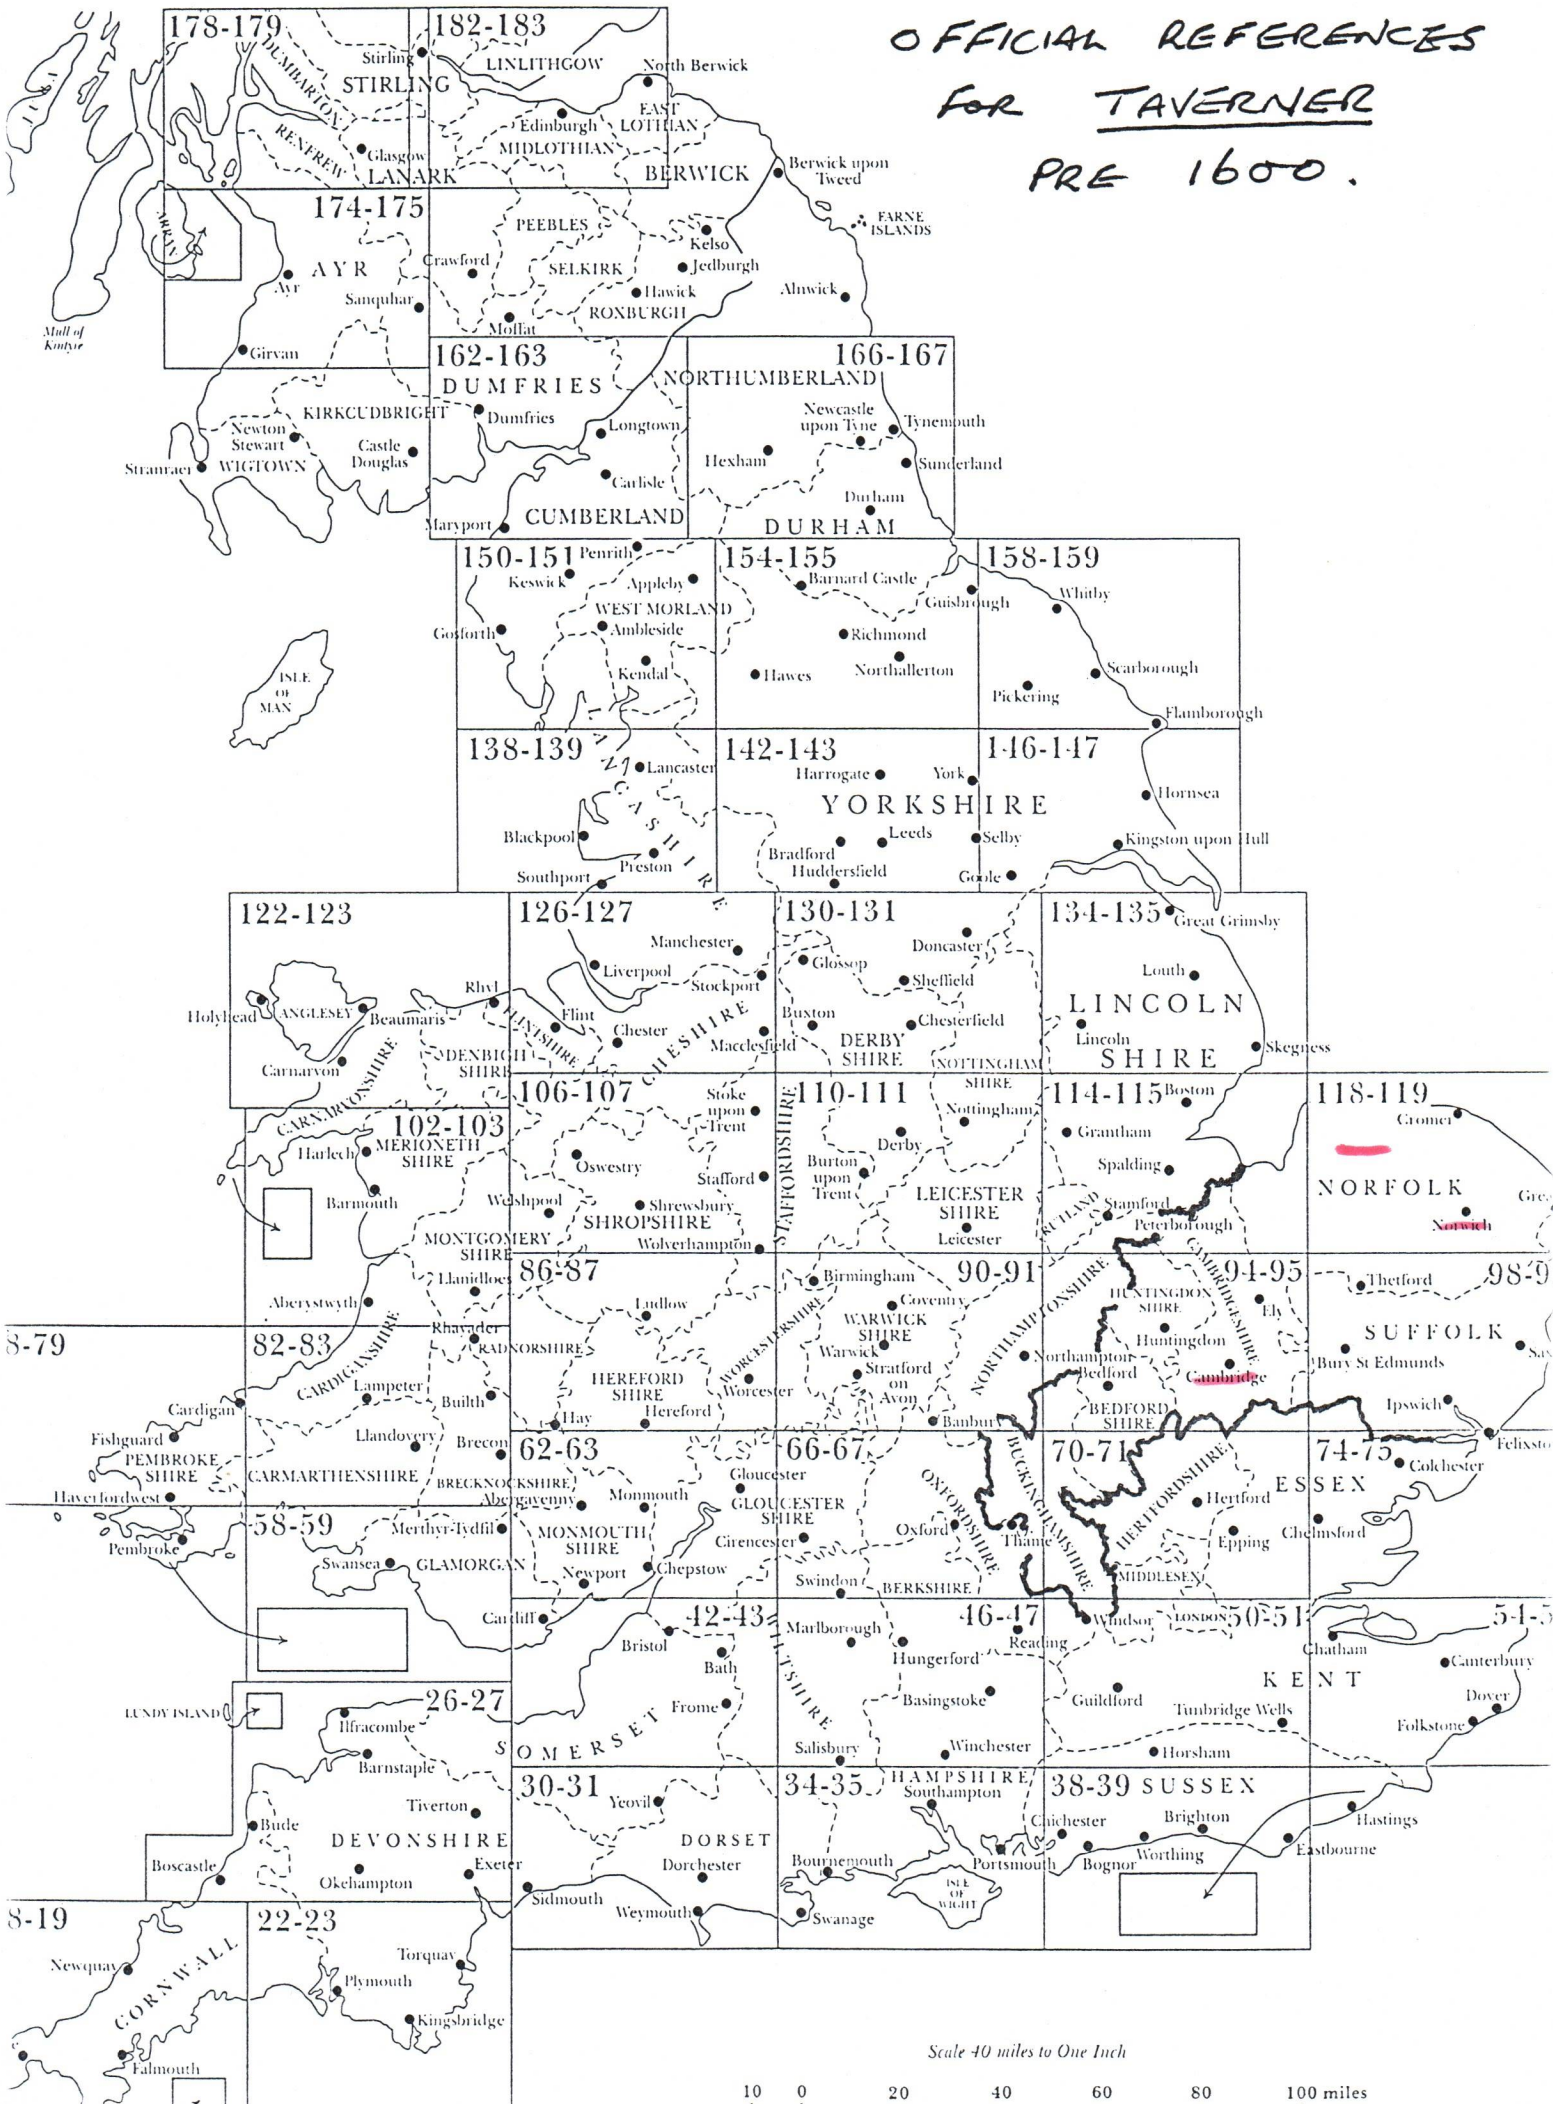 OFFICIAL REFERENCES
FOR TAVERNER
PRE 1600.
178-179
182-183
DUMBARTON
Stirling
STIRLING
LINLITHGOW
North Berwick
EAST
LOTHIAN
Edinburgh
MIDLOTHIAN
RENFREW
Glasgow
LANARK
BERWICK
Berwick upon
Tweed
174-175
ARRAN
PEEBLES
FARNE
ISLANDS
Kelso
AYR
Ayr
Crawford
SELKIRK
Jedburgh
Sanquhar
Hawick
Alnwick
ROXBURGH
Moffat
Mull of
Kintyre
Girvan
162-163
166-167
DUMFRIES
NORTHUMBERLAND
KIRKCUDBRIGHT
Dumfries
Newcastle
upon Tyne
Tynemouth
Newton
Stewart
Longtown
Castle
Douglas
Hexham
Sunderland
Stranraer
WIGTOWN
Carlisle
Durham
Maryport
CUMBERLAND
DURHAM
150-151
Penrith
154-155
158-159
Keswick
Appleby
Barnard Castle
Guisbrough
Whitby
WEST MORLAND
Gosforth
Ambleside
Richmond
Kendal
Hawes
Northallerton
Scarborough
Pickering
ISLE
OF
MAN
Flamborough
138-139
142-143
146-147
LANCASHIRE
Lancaster
Harrogate
York
YORKSHIRE
Hornsea
Blackpool
Leeds
Selby
Kingston upon Hull
Preston
Bradford
Huddersfield
Southport
Goole
122-123
126-127
130-131
134-135
Great Grimsby
Manchester
Doncaster
Liverpool
Glossop
Louth
Stockport
Sheffield
Rhyl
Holyhead
ANGLESEY
Beaumaris
FLINTSHIRE
Flint
Chester
CHESHIRE
Buxton
Chesterfield
LINCOLN
SHIRE
Macclesfield
DERBY
SHIRE
Lincoln
Skegness
Carnarvon
CARNARVONSHIRE
DENBIGH
SHIRE
NOTTINGHAM
SHIRE
102-103
106-107
Stoke
upon
Trent
110-111
114-115
Boston
118-119
Cromer
Harlech
MERIONETH
SHIRE
Nottingham
Derby
Grantham
Oswestry
Burton
upon
Trent
Spalding
Stafford
STAFFORDSHIRE
NORFOLK
Barmouth
Welshpool
Shrewsbury
SHROPSHIRE
LEICESTER
SHIRE
RUTLAND
Stamford
Peterborough
Norwich
Grea
MONTGOMERY
SHIRE
Wolverhampton
Leicester
86-87
90-91
94-95
98-9
Llanidloes
Birmingham
CAMBRIDGESHIRE
Thetford
Aberystwyth
Ludlow
Coventry
HUNTINGDON
SHIRE
Ely
8-79
82-83
Rhayader
RADNORSHIRE
WORCESTERSHIRE
WARWICK
SHIRE
NORTHAMPTONSHIRE
Huntingdon
SUFFOLK
CARDIGANSHIRE
Warwick
Northampton
Bury St Edmunds
Sax
Lampeter
Builth
HEREFORD
SHIRE
Worcester
Stratford
on
Avon
Bedford
Cambridge
Cardigan
Hay
Hereford
Banbury
BEDFORD
SHIRE
Ipswich
Fishguard
Llandovery
Brecon
62-63
66-67
70-71
74-75
Felixsto
PEMBROKE
SHIRE
CARMARTHENSHIRE
BRECKNOCKSHIRE
Gloucester
BUCKINGHAMSHIRE
Colchester
Haverfordwest
Abergavenny
Monmouth
GLOUCESTER
SHIRE
OXFORDSHIRE
HERTFORDSHIRE
Hertford
ESSEX
58-59
Merthyr-Tydfil
MONMOUTH
SHIRE
Cirencester
Oxford
Thame
Epping
Chelmsford
Pembroke
Swansea
GLAMORGAN
Newport
Chepstow
Swindon
BERKSHIRE
MIDDLESEX
Cardiff
42-43
46-47
Windsor
LONDON
50-51
54-5
Bristol
Marlborough
Reading
Chatham
Bath
WILTSHIRE
Hungerford
KENT
Canterbury
LUNDY ISLAND
26-27
Frome
Basingstoke
Guildford
Tunbridge Wells
Dover
Ilfracombe
SOMERSET
Folkstone
Barnstaple
Salisbury
Winchester
Horsham
30-31
Yeovil
34-35
HAMPSHIRE
Southampton
38-39
SUSSEX
Tiverton
Chichester
Brighton
Hastings
Bude
DEVONSHIRE
DORSET
Boscastle
Exeter
Dorchester
Bournemouth
Portsmouth
Bognor
Worthing
Eastbourne
Okehampton
Sidmouth
ISLE
OF
WIGHT
8-19
22-23
Weymouth
Swanage
Newquay
CORNWALL
Torquay
Plymouth
Kingsbridge
Falmouth
Scale 40 miles to One Inch
10 0 20 40 60 80 100 miles